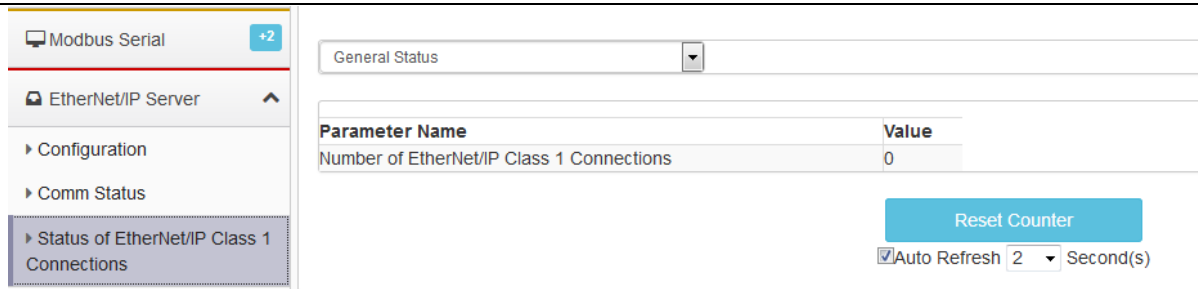 Modbus Serial
+2
EtherNet/IP Server
Configuration
Comm Status
Status of EtherNet/IP Class 1
Connections
General Status
Parameter Name Value
Number of EtherNet/IP Class 1 Connections 0
Reset Counter
Auto Refresh 2 Second(s)